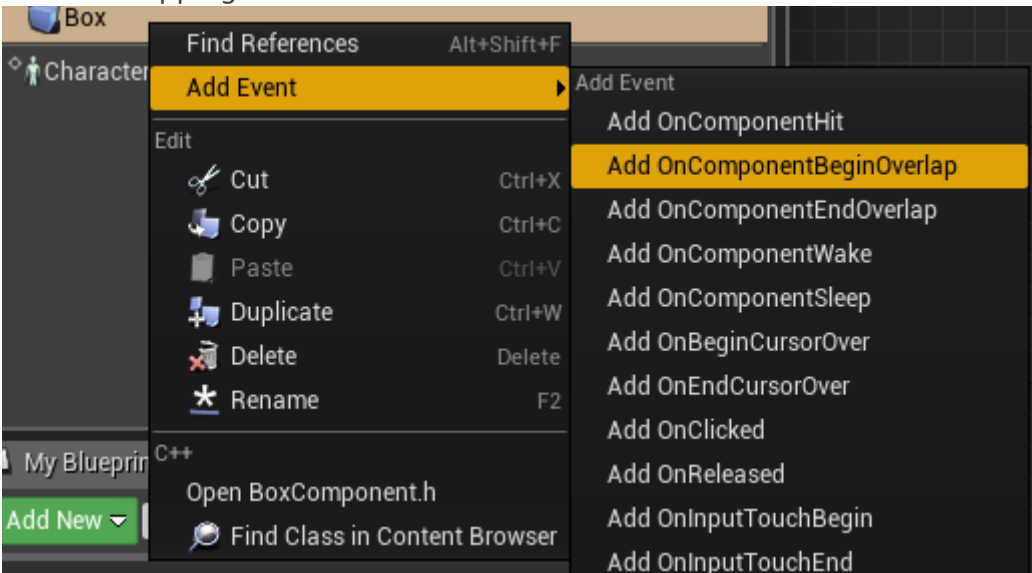 Box
Find References Alt+Shift+F
Character
Add Event
Add Event
Add OnComponentHit
Edit
Add OnComponentBeginOverlap
Cut Ctrl+X
Add OnComponentEndOverlap
Copy Ctrl+C
Add OnComponentWake
Paste Ctrl+V
Add OnComponentSleep
Duplicate Ctrl+W
Add OnBeginCursorOver
Delete Delete
Add OnEndCursorOver
Rename F2
Add OnClicked
My Blueprin
C++
Add OnReleased
Open BoxComponent.h
Add New
Add OnInputTouchBegin
Find Class in Content Browser
Add OnInputTouchEnd